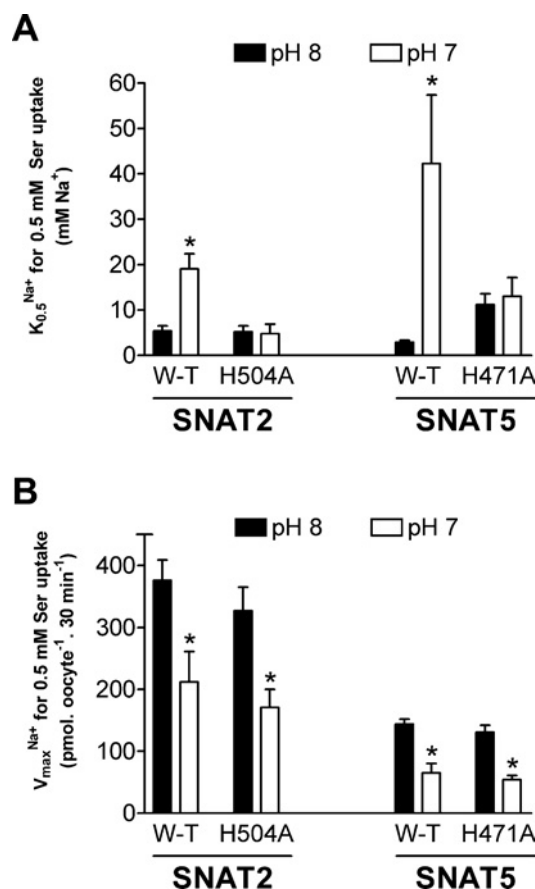 A
pH 8 pH 7
K0.5Na+ for 0.5 mM Ser uptake
(mM Na+)
60
50
40
30
20
10
0
*
*
W-T H504A W-T H471A
SNAT2 SNAT5
B
pH 8 pH 7
VmaxNa+ for 0.5 mM Ser uptake
(pmol. oocyte-1. 30 min-1)
400
300
200
100
0
* * * *
W-T H504A W-T H471A
SNAT2 SNAT5